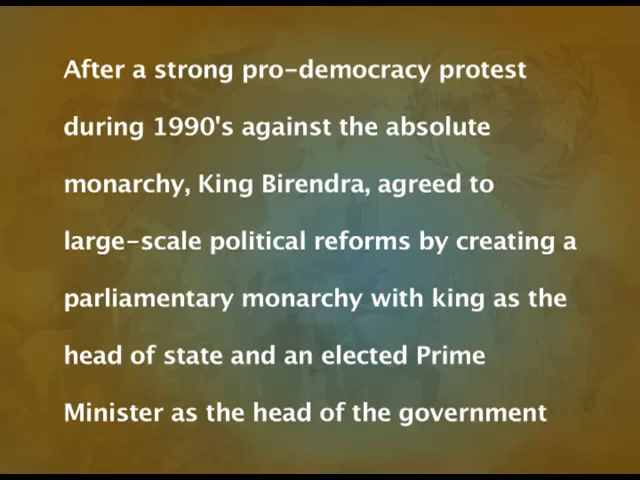 After a strong pro-democracy protest
during 1990's against the absolute
monarchy, King Birendra, agreed to
large-scale political reforms by creating a
parliamentary monarchy with king as the
head of state and an elected Prime
Minister as the head of the government